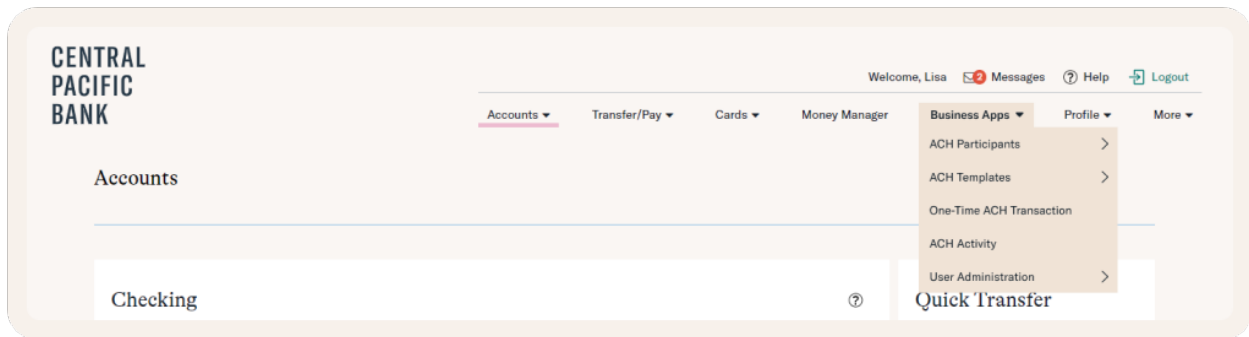 CENTRAL
PACIFIC
BANK
Welcome, Lisa 2 Messages ? Help Logout
Accounts Transfer/Pay Cards Money Manager Business Apps Profile More
ACH Participants
Accounts
ACH Templates
One-Time ACH Transaction
ACH Activity
User Administration
Checking ? Quick Transfer